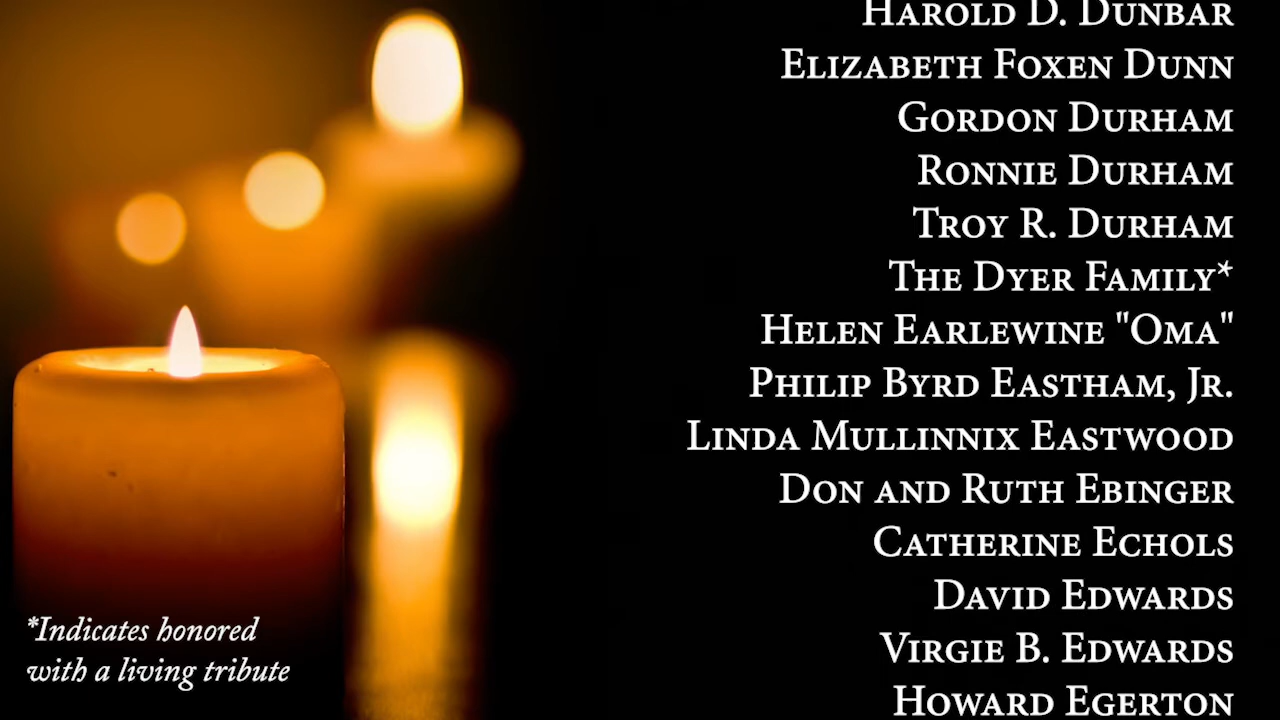 Harold D. Dunbar
Elizabeth Foxen Dunn
Gordon Durham
Ronnie Durham
Troy R. Durham
The Dyer Family*
Helen Earlewine "Oma"
Philip Byrd Eastham, Jr.
Linda Mullinnix Eastwood
Don and Ruth Ebinger
Catherine Echols
David Edwards
Virgie B. Edwards
Howard Egerton
*Indicates honored
with a living tribute